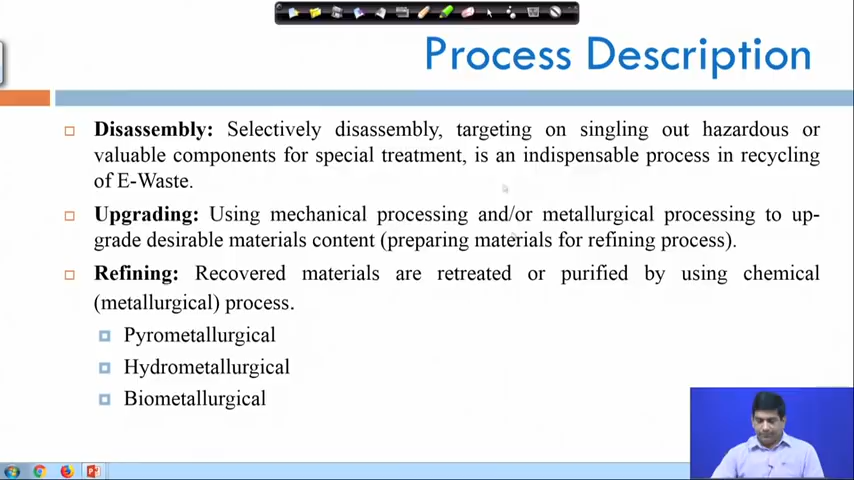 Process Description
Disassembly: Selectively disassembly, targeting on singling out hazardous or
valuable components for special treatment, is an indispensable process in recycling
of E-Waste.
Upgrading: Using mechanical processing and/or metallurgical processing to up-
grade desirable materials content (preparing materials for refining process).
Refining: Recovered materials are retreated or purified by using chemical
(metallurgical) process.
Pyrometallurgical
Hydrometallurgical
Biometallurgical